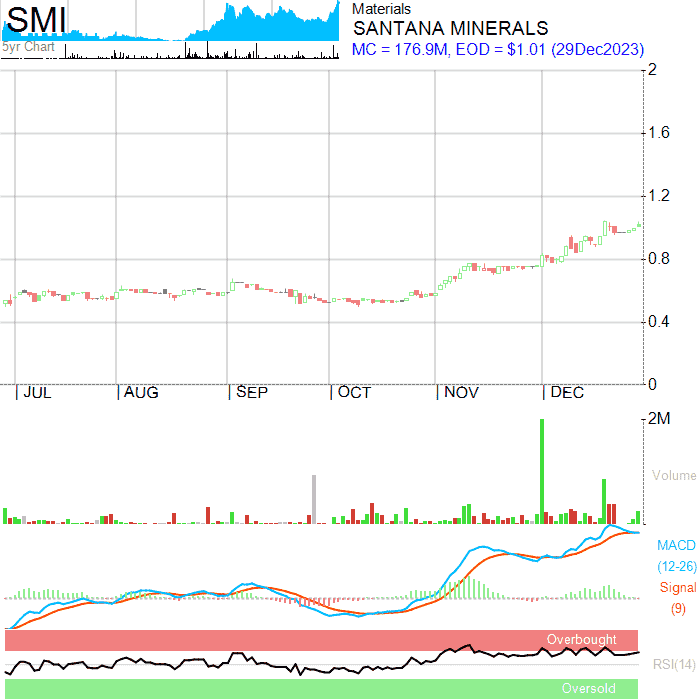 SMI
5yr Chart
Materials
SANTANA MINERALS
MC = 176.9M, EOD = $1.01 (29Dec2023)
2
1.6
1.2
0.8
0.4
0
JUL AUG SEP OCT NOV DEC
2M
Volume
MACD
(12-26)
Signal
(9)
Overbought
RSI(14)
Oversold